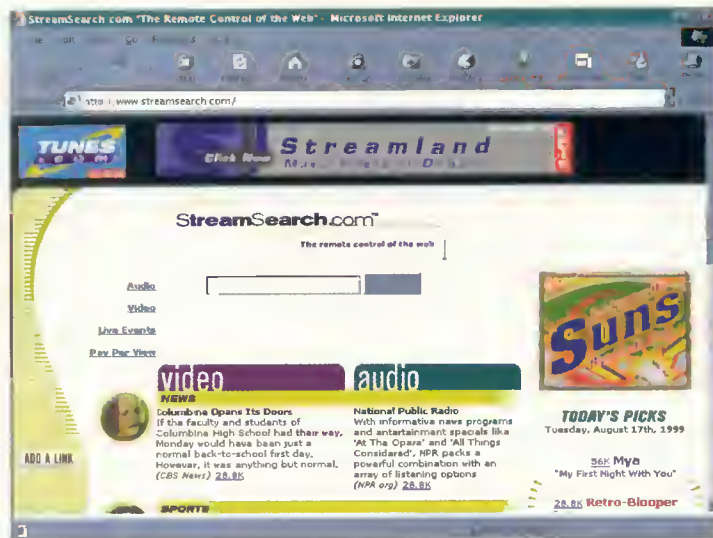 StreamSearch com "The Remote Control of the Web" - Microsoft Internet Explorer
Go
www streamsearch com/
TUNES
Click Now
Streamland
StreamSearch.com™
The remote control of the web
Audio
Video
Live Events
Pay Per View
video
audio
NEWS
Columbine Opens Its Doors
If the faculty and students of
Columbine High School had their way,
Monday would have been just a
normal back-to-school first day.
However, it was anything but normal.
(CBS News) 28.8K
National Public Radio
With informative news programs
and entertainment specials like
'At The Opera' and 'All Things
Considered', NPR packs a
powerful combination with an
array of listening options
(NPR org) 28.8K
SPORTS
ADD A LINK
Suns
TODAY'S PICKS
Tuesday, August 17th, 1999
56K Mya
"My First Night With You"
28.8K Retro-Blooper